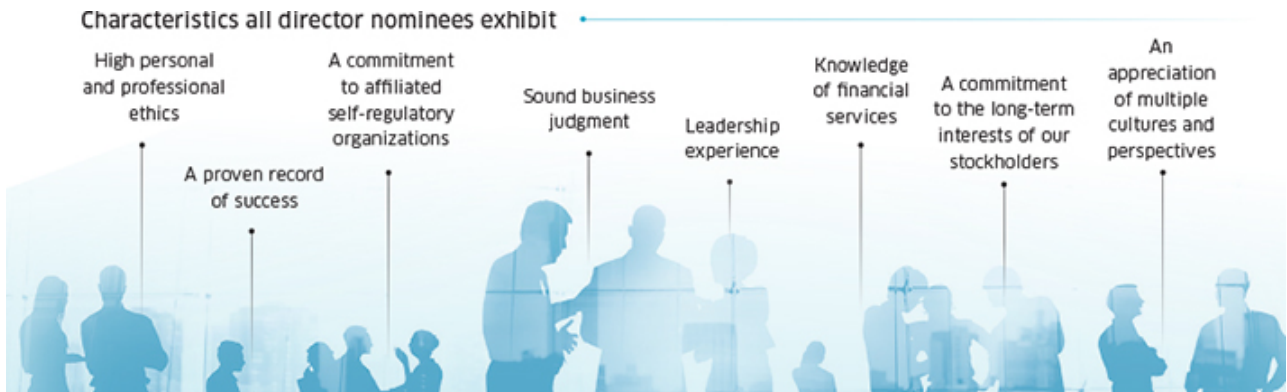 Characteristics all director nominees exhibit
High personal
and professional
ethics
A proven record
of success
A commitment
to affiliated
self-regulatory
organizations
Sound business
judgment
Leadership
experience
Knowledge
of financial
services
A commitment
to the long-term
interests of our
stockholders
An
appreciation
of multiple
cultures and
perspectives